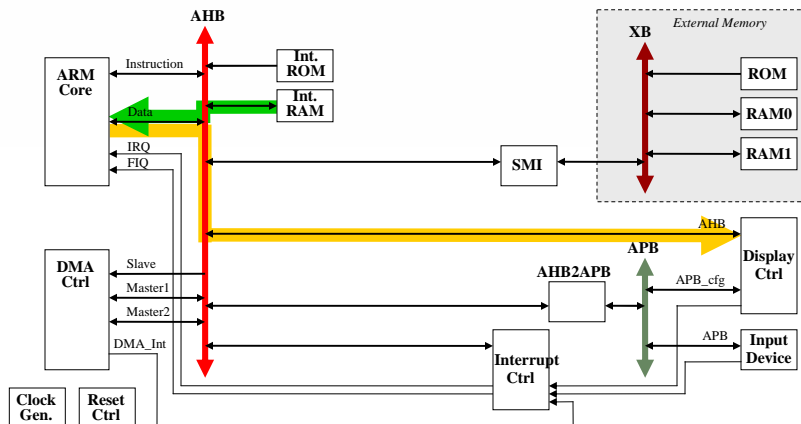 AHB
External Memory
XB
ARM
Core
Instruction
Int.
ROM
ROM
Data
Int.
RAM
RAM0
IRQ
FIQ
SMI
RAM1
AHB
DMA
Ctrl
Slave
Master1
Master2
DMA_Int
AHB2APB
APB
APB_cfg
Display
Ctrl
APB
Input
Device
Interrupt
Ctrl
Clock
Gen.
Reset
Ctrl